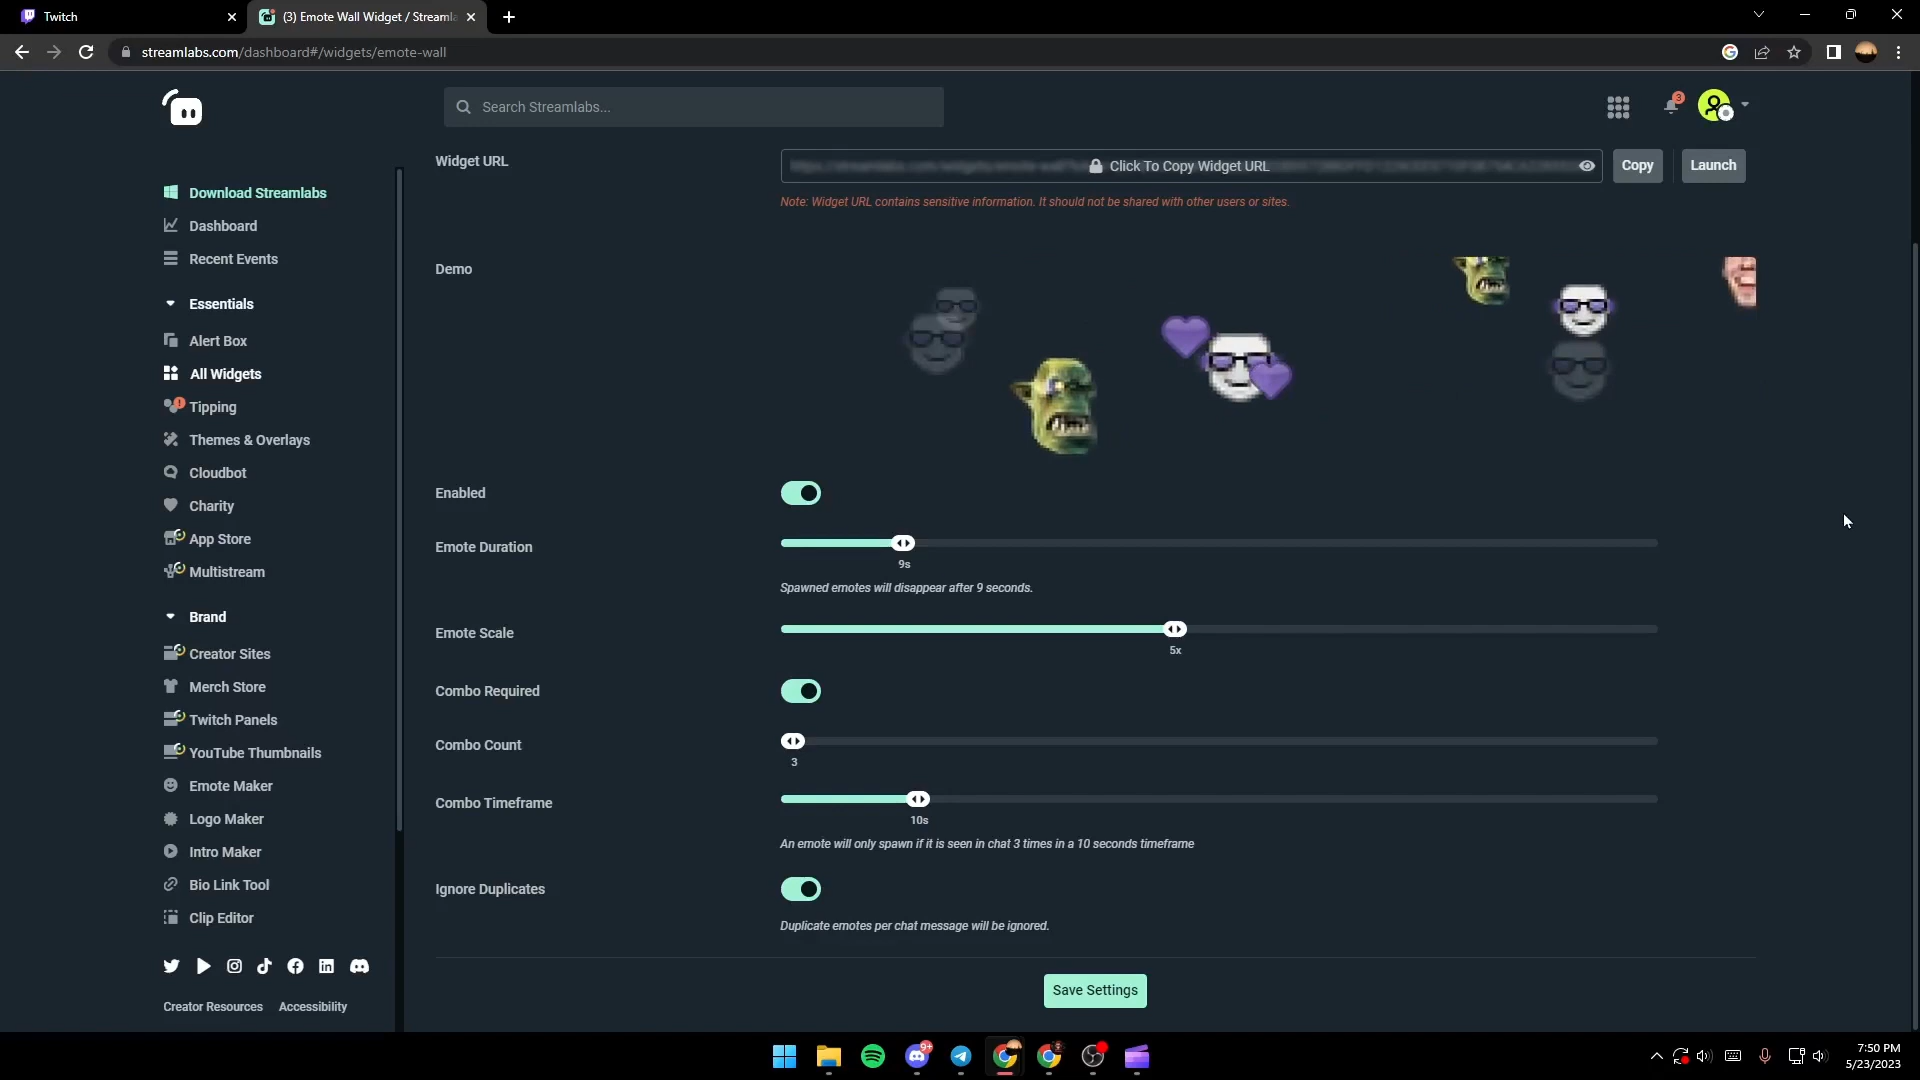 Twitch
(3) Emote Wall Widget / Streamla
streamlabs.com/dashboard#/widgets/emote-wall
Search Streamlabs...
3
Widget URL
Click To Copy Widget URL
Copy
Launch
Note: Widget URL contains sensitive information. It should not be shared with other users or sites.
Download Streamlabs
Dashboard
Recent Events
Essentials
Alert Box
All Widgets
Tipping
Themes & Overlays
Cloudbot
Charity
App Store
Multistream
Brand
Creator Sites
Merch Store
Twitch Panels
YouTube Thumbnails
Emote Maker
Logo Maker
Intro Maker
Bio Link Tool
Clip Editor
Creator Resources
Accessibility
Demo
Enabled
Emote Duration
9s
Spawned emotes will disappear after 9 seconds.
Emote Scale
5x
Combo Required
Combo Count
3
Combo Timeframe
10s
An emote will only spawn if it is seen in chat 3 times in a 10 seconds timeframe
Ignore Duplicates
Duplicate emotes per chat message will be ignored.
Save Settings
9+
7:50 PM
5/23/2023